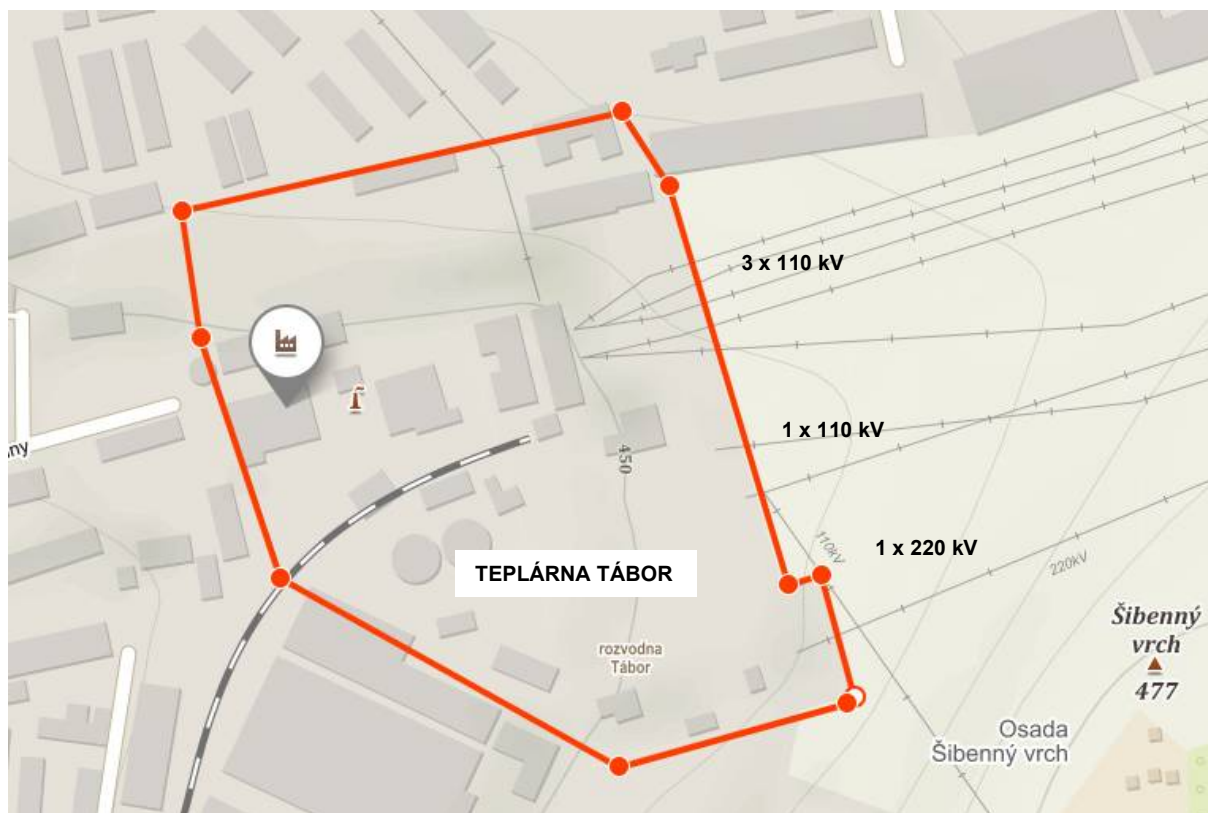 3 x 110 kV
1 x 110 kV
ny
450
110kV
1 x 220 kV
220kV
TEPLÁRNA TÁBOR
rozvodna
Tábor
Šibenný
vrch
477
Osada
Šibenný vrch